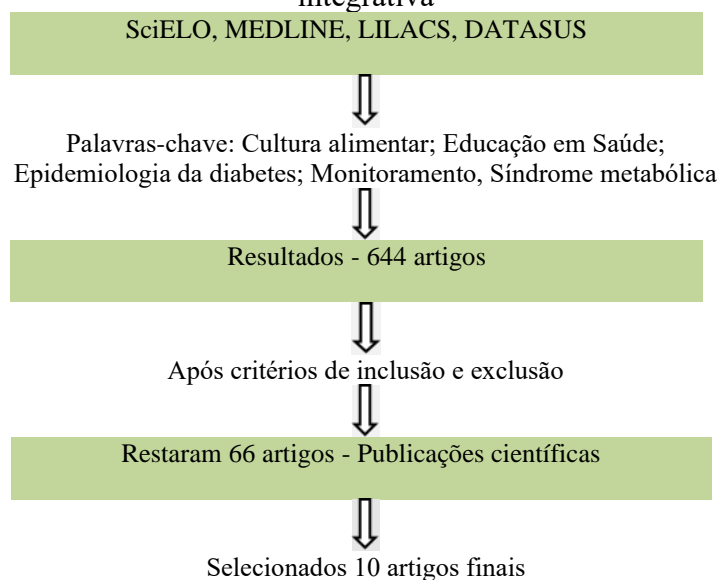 integrativa
SciELO, MEDLINE, LILACS, DATASUS
Palavras-chave: Cultura alimentar; Educação em Saúde;
Epidemiologia da diabetes; Monitoramento, Síndrome metabólica
Resultados - 644 artigos
Após critérios de inclusão e exclusão
Restaram 66 artigos - Publicações científicas
Selecionados 10 artigos finais